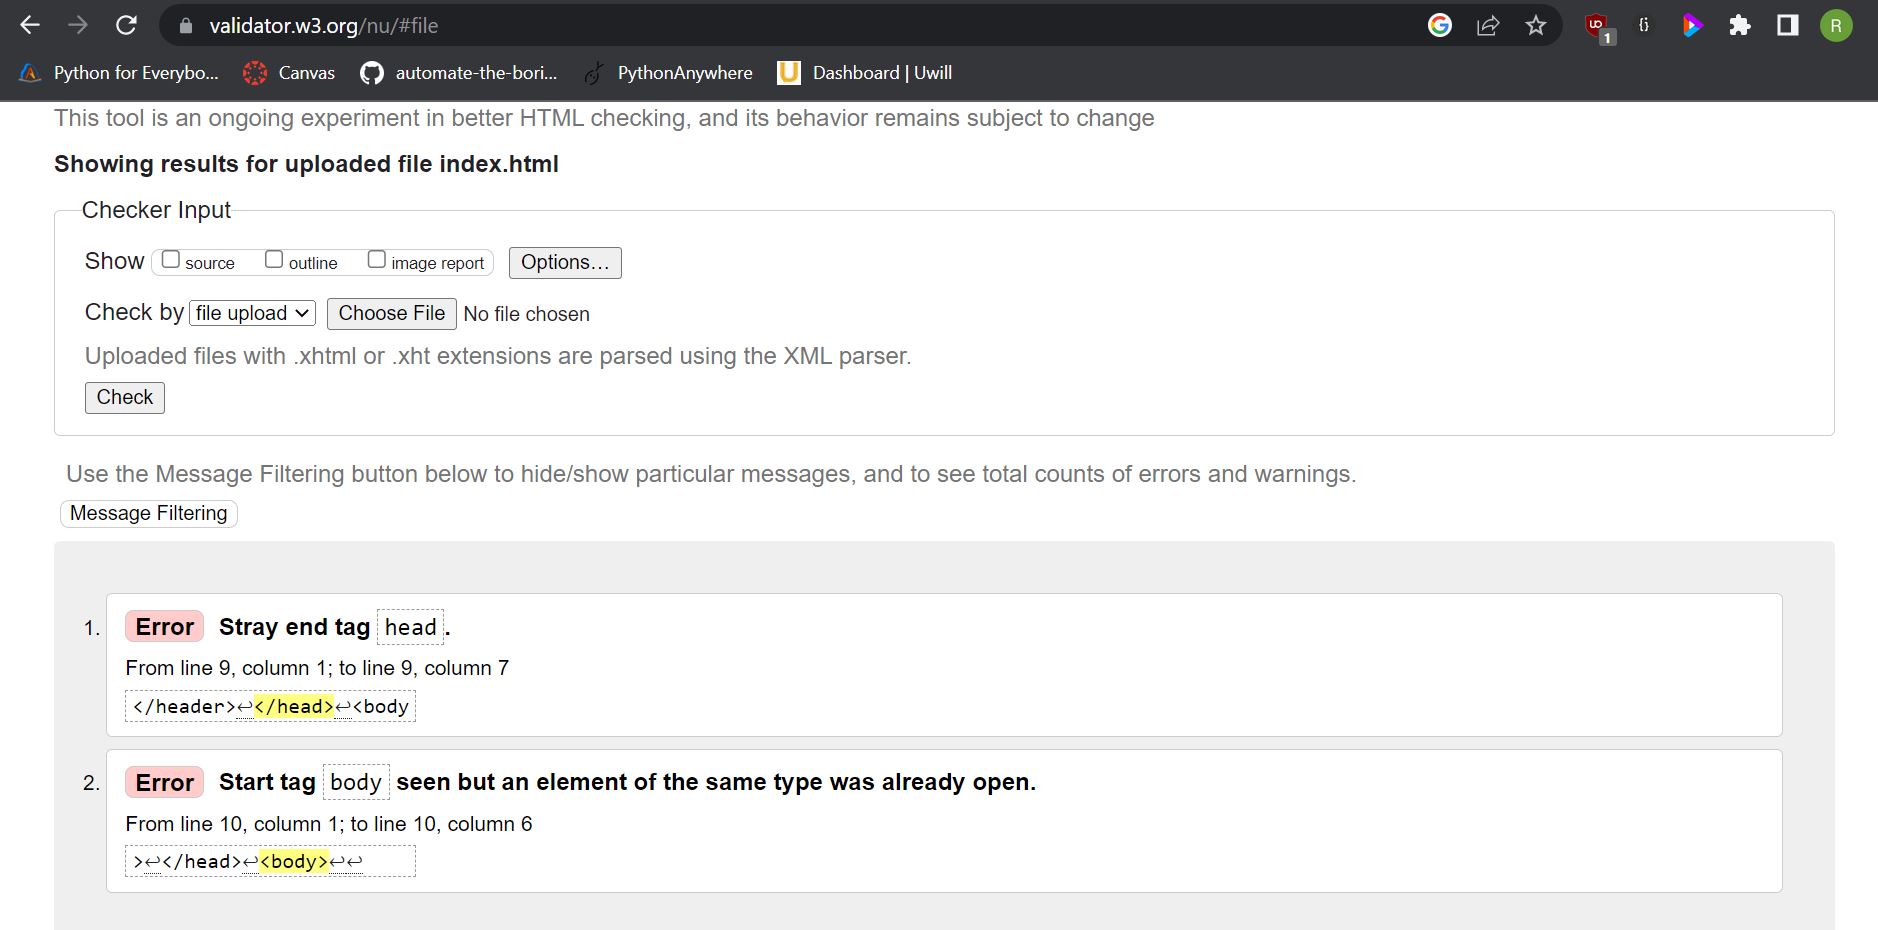 validator.w3.org/nu/#file
1
{}
R
Python for Everybo...
Canvas
automate-the-bori...
PythonAnywhere
U
Dashboard | Uwill
This tool is an ongoing experiment in better HTML checking, and its behavior remains subject to change
Showing results for uploaded file index.html
Checker Input
Show source outline image report Options...
Check by file upload Choose File No file chosen
Uploaded files with .xhtml or .xht extensions are parsed using the XML parser.
Check
Use the Message Filtering button below to hide/show particular messages, and to see total counts of errors and warnings.
Message Filtering
1. Error Stray end tag head.
From line 9, column 1; to line 9, column 7
</header>↩</head>↩<body
2. Error Start tag body seen but an element of the same type was already open.
From line 10, column 1; to line 10, column 6
>↩</head>↩<body>↩↩